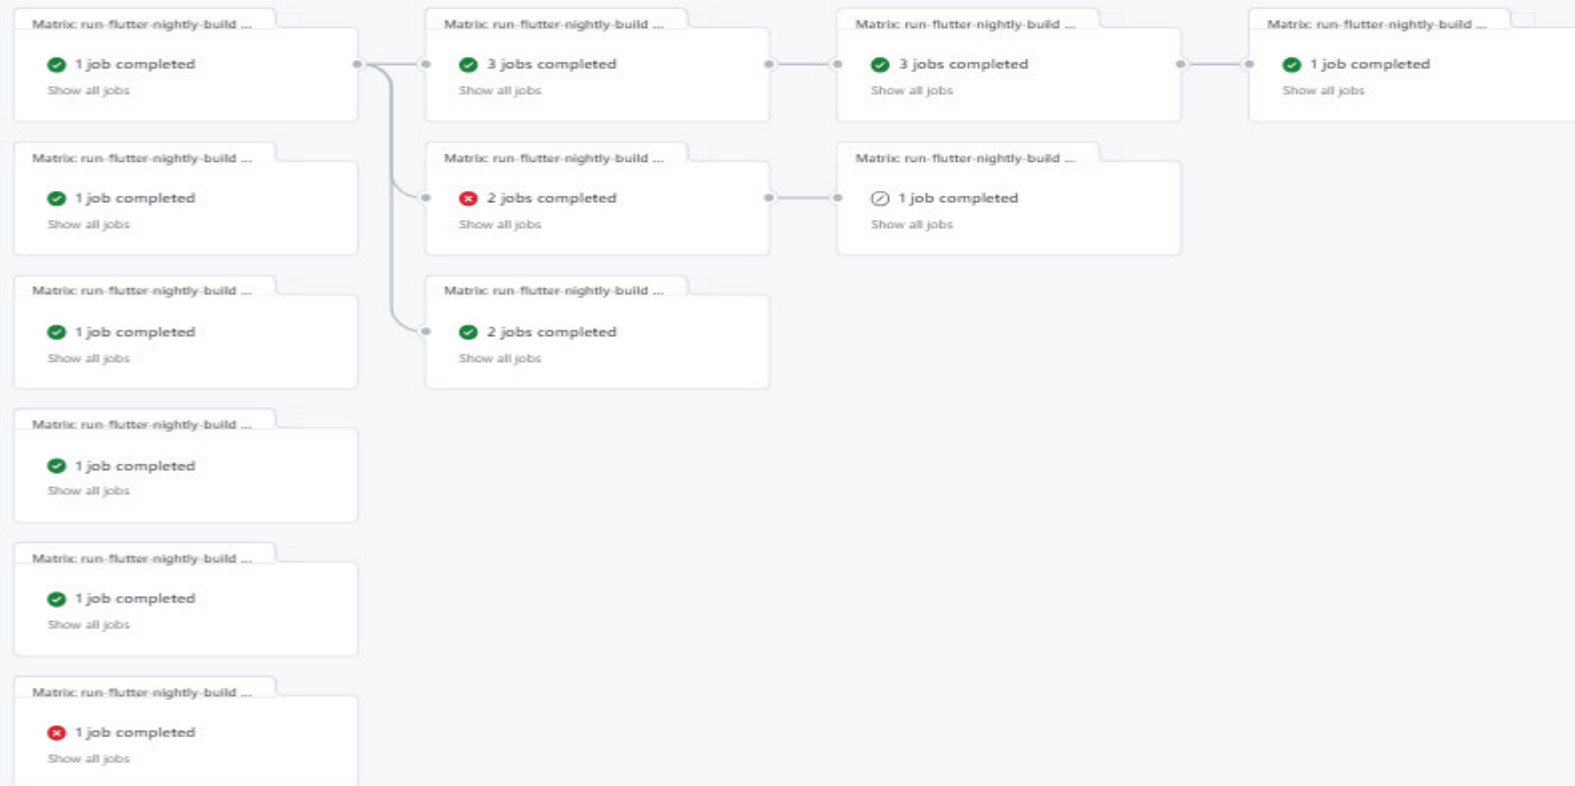 Matrix: run-flutter-nightly-build ...
1 job completed
Show all jobs
Matrix: run-flutter-nightly-build ...
3 jobs completed
Show all jobs
Matrix: run-flutter-nightly-build ...
3 jobs completed
Show all jobs
Matrix: run-flutter-nightly-build ...
1 job completed
Show all jobs
Matrix: run-flutter-nightly-build ...
1 job completed
Show all jobs
Matrix: run-flutter-nightly-build ...
2 jobs completed
Show all jobs
Matrix: run-flutter-nightly-build ...
1 job completed
Show all jobs
Matrix: run-flutter-nightly-build ...
1 job completed
Show all jobs
Matrix: run-flutter-nightly-build ...
2 jobs completed
Show all jobs
Matrix: run-flutter-nightly-build ...
1 job completed
Show all jobs
Matrix: run-flutter-nightly-build ...
1 job completed
Show all jobs
Matrix: run-flutter-nightly-build ...
1 job completed
Show all jobs